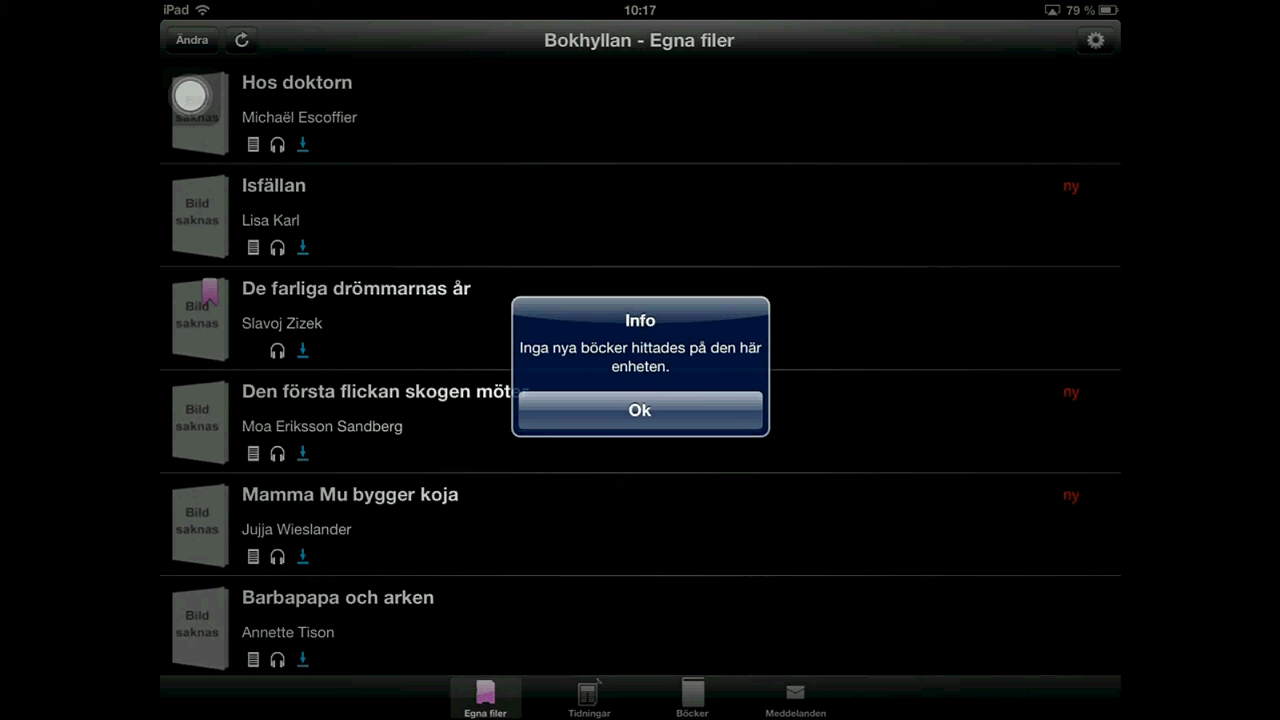 iPad
10:17
79 %
Ändra
Bokhyllan - Egna filer
saknas
Hos doktorn
Michaël Escoffier
Bild
saknas
Isfällan
Lisa Karl
ny
Bild
saknas
De farliga drömmarnas år
Slavoj Zizek
Info
Inga nya böcker hittades på den här
enheten.
Ok
Bild
saknas
Den första flickan skogen möter
Moa Eriksson Sandberg
ny
Bild
saknas
Mamma Mu bygger koja
Jujja Wieslander
ny
Bild
saknas
Barbapapa och arken
Annette Tison
Egna filer
Tidningar
Böcker
Meddelanden